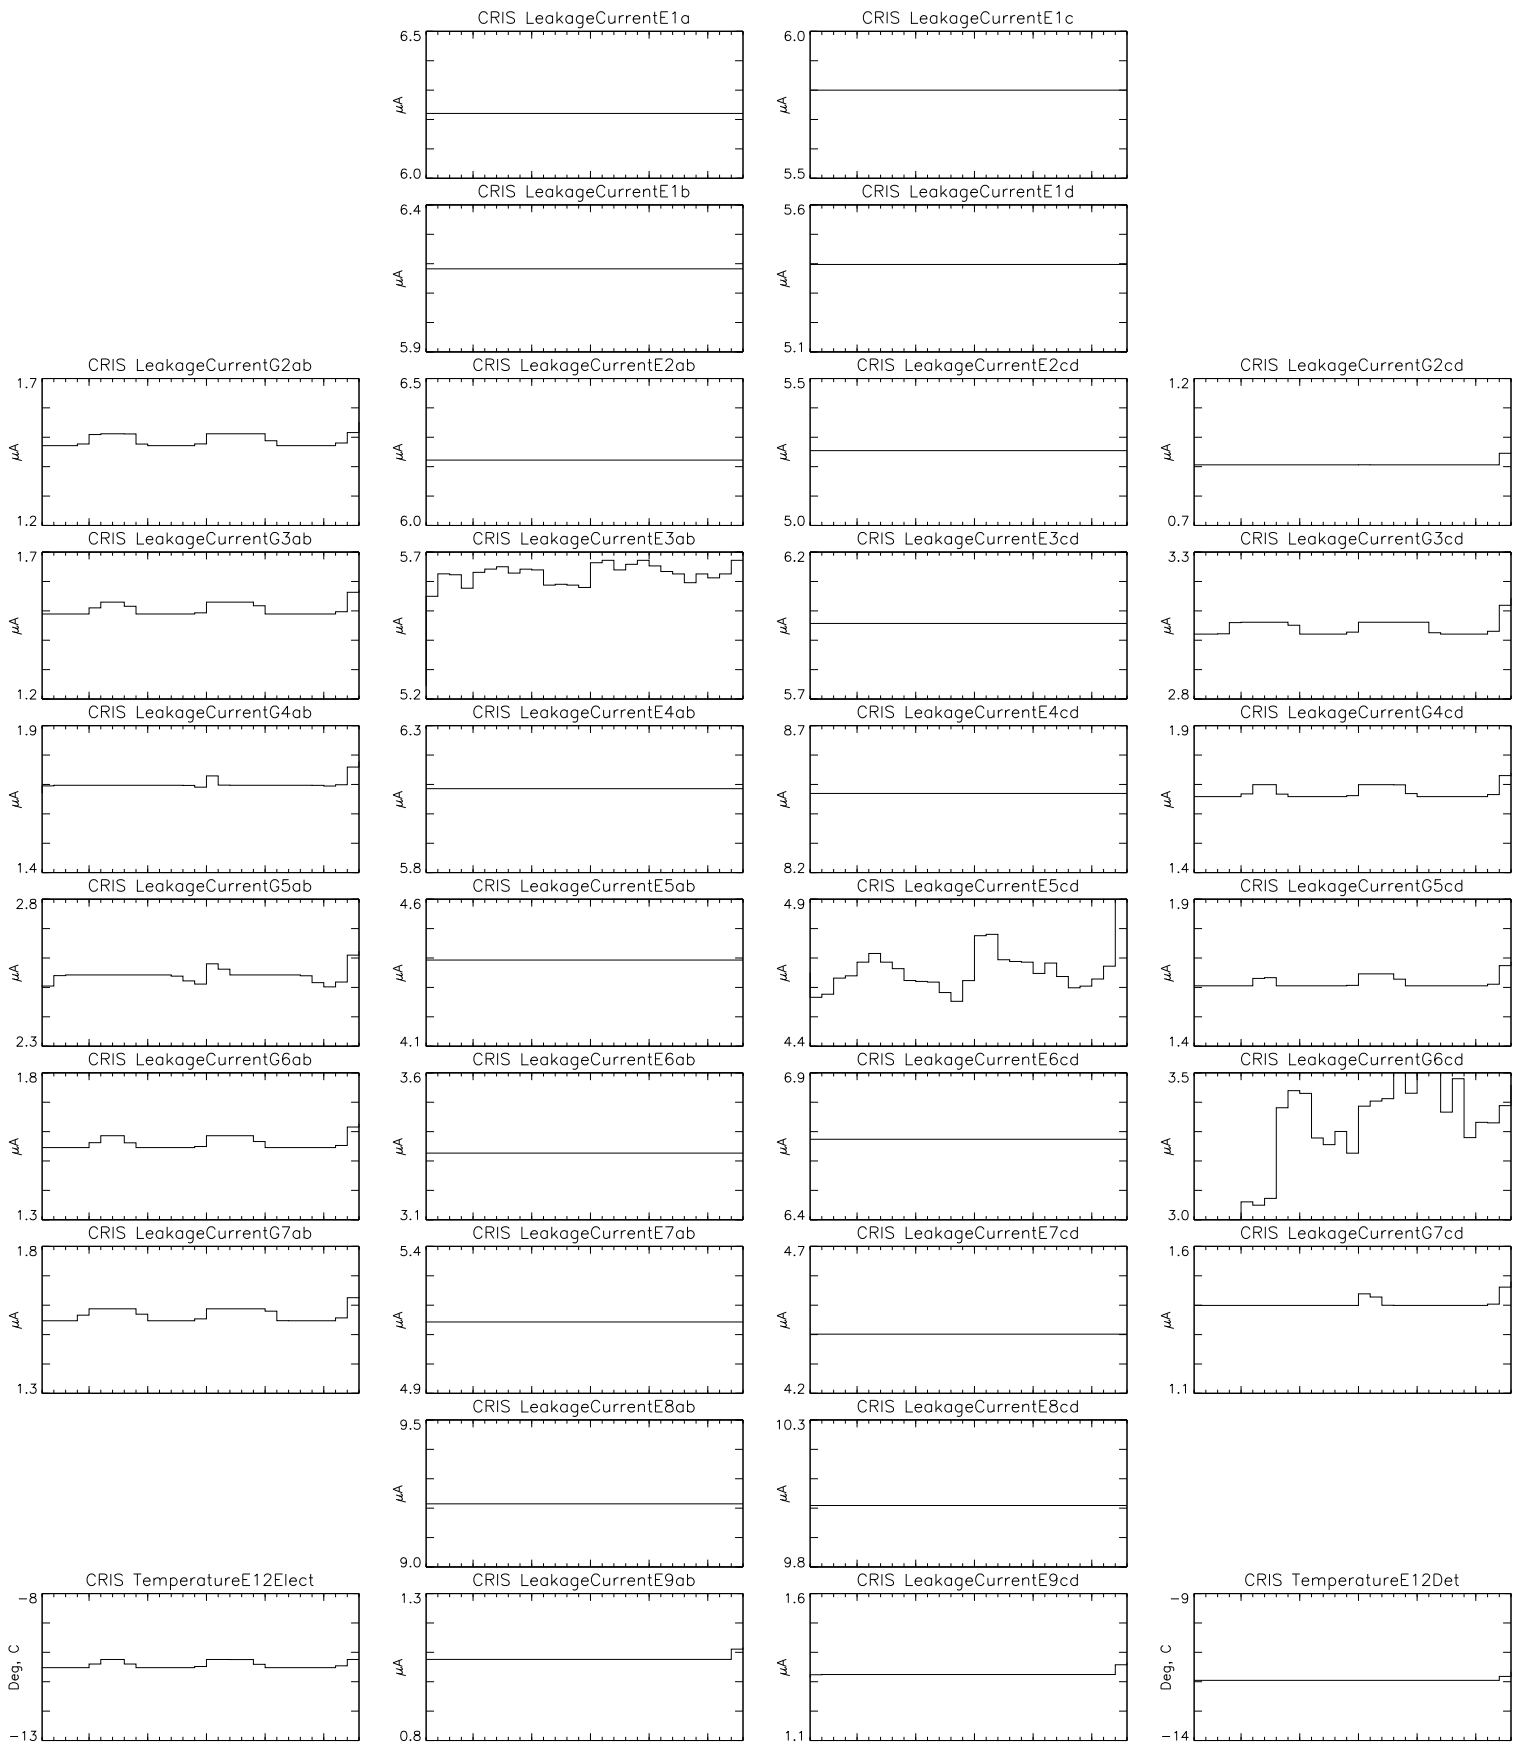 CRIS LeakageCurrentE1a
6.5
μA
6.0
CRIS LeakageCurrentE1c
6.0
μA
5.5
CRIS LeakageCurrentE1b
6.4
μA
5.9
CRIS LeakageCurrentE1d
5.6
μA
5.1
CRIS LeakageCurrentG2ab
1.7
μA
1.2
CRIS LeakageCurrentE2ab
6.5
μA
6.0
CRIS LeakageCurrentE2cd
5.5
μA
5.0
CRIS LeakageCurrentG2cd
1.2
μA
0.7
CRIS LeakageCurrentG3ab
1.7
μA
1.2
CRIS LeakageCurrentE3ab
5.7
μA
5.2
CRIS LeakageCurrentE3cd
6.2
μA
5.7
CRIS LeakageCurrentG3cd
3.3
μA
2.8
CRIS LeakageCurrentG4ab
1.9
μA
1.4
CRIS LeakageCurrentE4ab
6.3
μA
5.8
CRIS LeakageCurrentE4cd
8.7
μA
8.2
CRIS LeakageCurrentG4cd
1.9
μA
1.4
CRIS LeakageCurrentG5ab
2.8
μA
2.3
CRIS LeakageCurrentE5ab
4.6
μA
4.1
CRIS LeakageCurrentE5cd
4.9
μA
4.4
CRIS LeakageCurrentG5cd
1.9
μA
1.4
CRIS LeakageCurrentG6ab
1.8
μA
1.3
CRIS LeakageCurrentE6ab
3.6
μA
3.1
CRIS LeakageCurrentE6cd
6.9
μA
6.4
CRIS LeakageCurrentG6cd
3.5
μA
3.0
CRIS LeakageCurrentG7ab
1.8
μA
1.3
CRIS LeakageCurrentE7ab
5.4
μA
4.9
CRIS LeakageCurrentE7cd
4.7
μA
4.2
CRIS LeakageCurrentG7cd
1.6
μA
1.1
CRIS LeakageCurrentE8ab
9.5
μA
9.0
CRIS LeakageCurrentE8cd
10.3
μA
9.8
CRIS TemperatureE12Elect
-8
Deg, C
-13
CRIS LeakageCurrentE9ab
1.3
μA
0.8
CRIS LeakageCurrentE9cd
1.6
μA
1.1
CRIS TemperatureE12Det
-9
Deg, C
-14